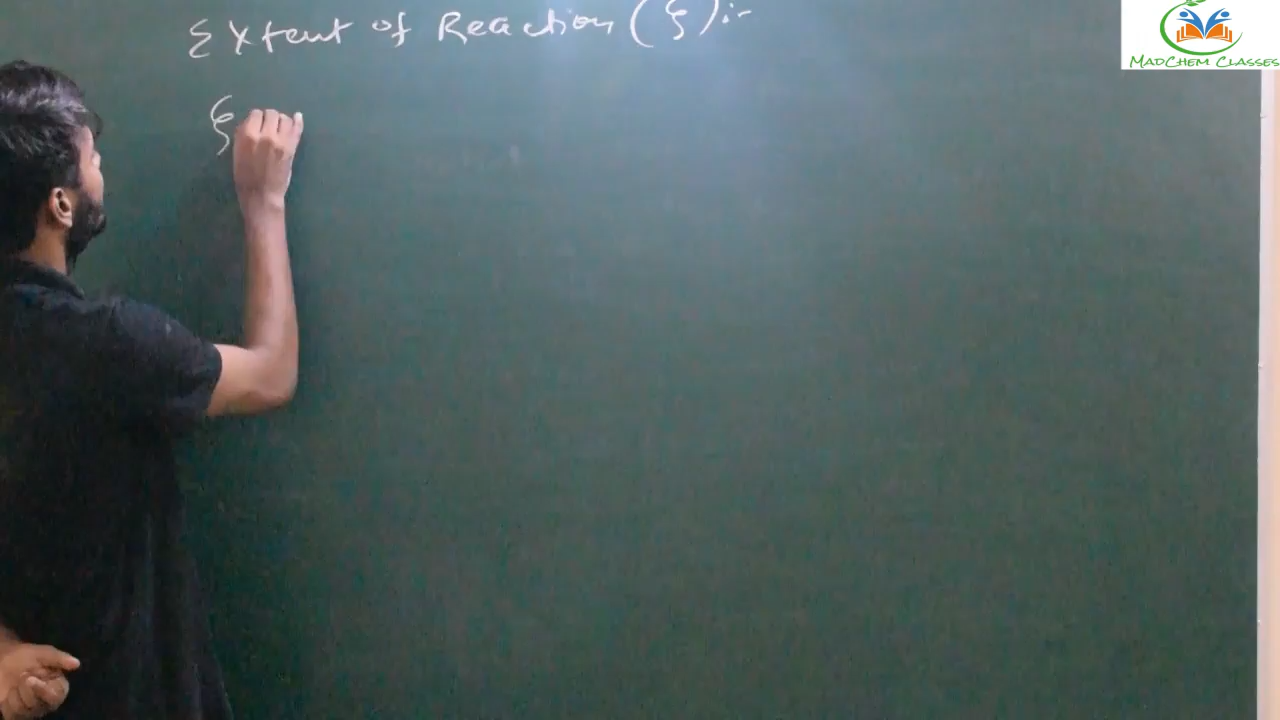 Extent of Reaction (ξ):-
ξ
MADCHEM CLASSES